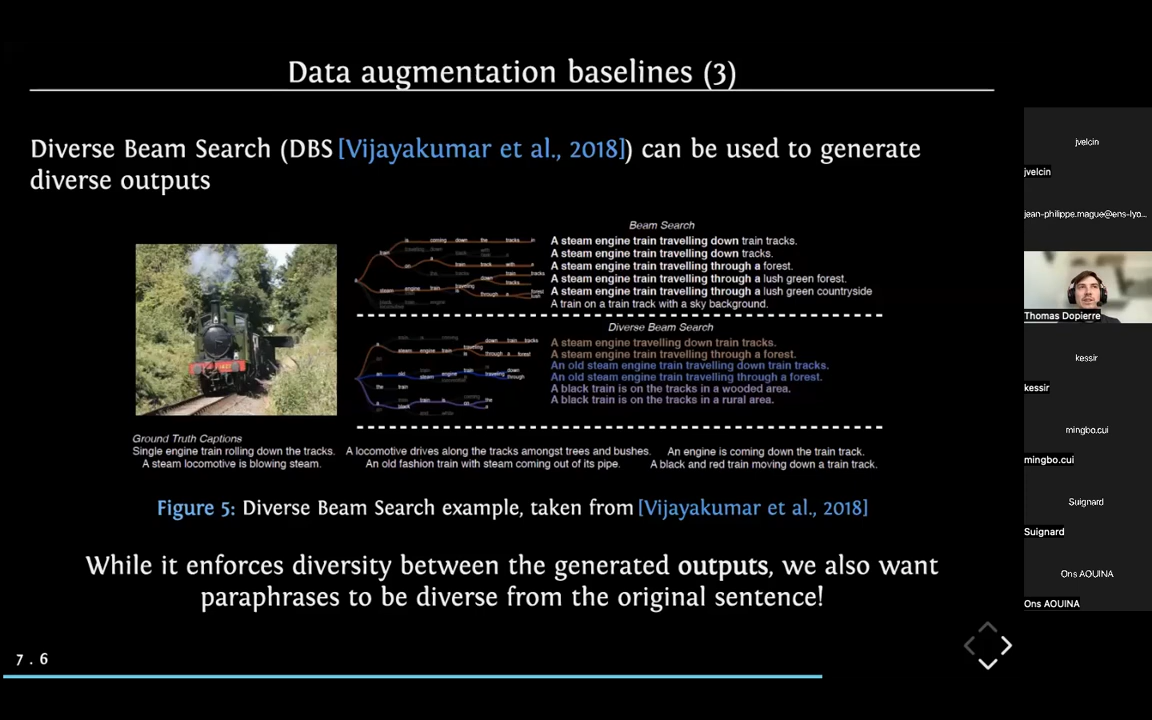 Data augmentation baselines (3)
Diverse Beam Search (DBS [Vijayakumar et al., 2018]) can be used to generate
diverse outputs
Beam Search
A steam engine train travelling down train tracks.
A steam engine train travelling down tracks.
A steam engine train travelling through a forest.
A steam engine train travelling through a lush green forest.
A steam engine train travelling through a lush green countryside
A train on a train track with a sky background.
Diverse Beam Search
A steam engine travelling down train tracks.
A steam engine train travelling through a forest.
An old steam engine train travelling down train tracks.
An old steam engine train travelling through a forest.
A black train is on the tracks in a wooded area.
A black train is on the tracks in a rural area.
Ground Truth Captions
Single engine train rolling down the tracks. A locomotive drives along the tracks amongst trees and bushes. An engine is coming down the train track.
A steam locomotive is blowing steam. An old fashion train with steam coming out of its pipe. A black and red train moving down a train track.
Figure 5: Diverse Beam Search example, taken from [Vijayakumar et al., 2018]
While it enforces diversity between the generated outputs, we also want
paraphrases to be diverse from the original sentence!
7 . 6
jvelcin
jvelcin
jean-philippe.mague@ens-lyo...
Thomas Dopierre
kessir
kessir
mingbo.cui
mingbo.cui
Suignard
Suignard
Ons AOUINA
Ons AOUINA